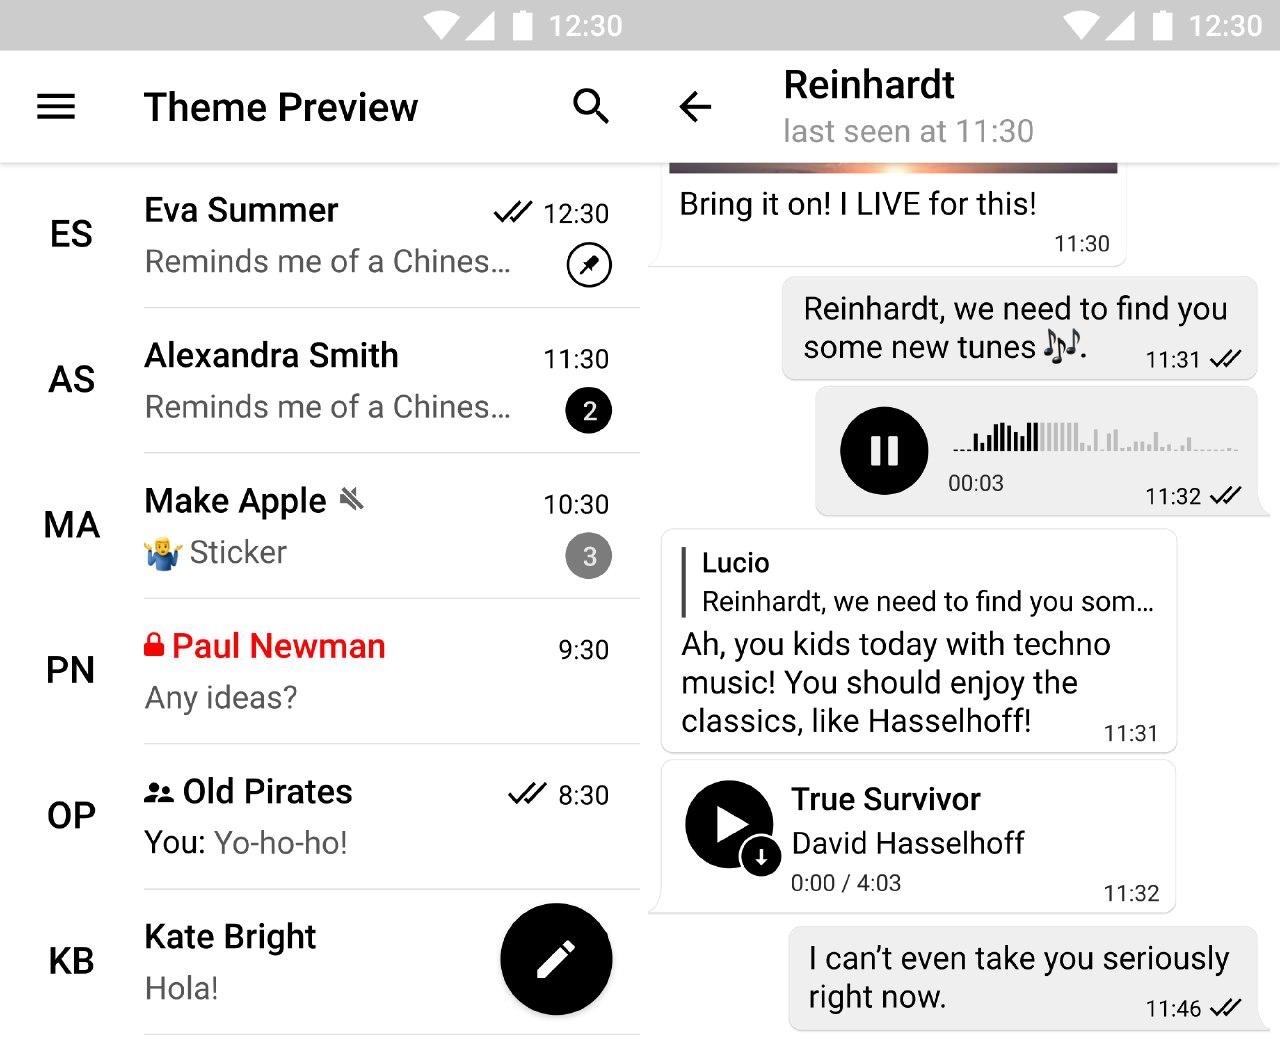 12:30
Theme Preview
ES
Eva Summer
12:30
Reminds me of a Chines...
AS
Alexandra Smith
11:30
Reminds me of a Chines...
2
MA
Make Apple
10:30
Sticker
3
PN
Paul Newman
9:30
Any ideas?
OP
Old Pirates
8:30
You: Yo-ho-ho!
KB
Kate Bright
Hola!
12:30
Reinhardt
last seen at 11:30
Bring it on! I LIVE for this!
11:30
Reinhardt, we need to find you
some new tunes 🎶.
11:31
00:03
11:32
Lucio
Reinhardt, we need to find you som...
Ah, you kids today with techno
music! You should enjoy the
classics, like Hasselhoff!
11:31
True Survivor
David Hasselhoff
0:00 / 4:03
11:32
I can’t even take you seriously
right now.
11:46